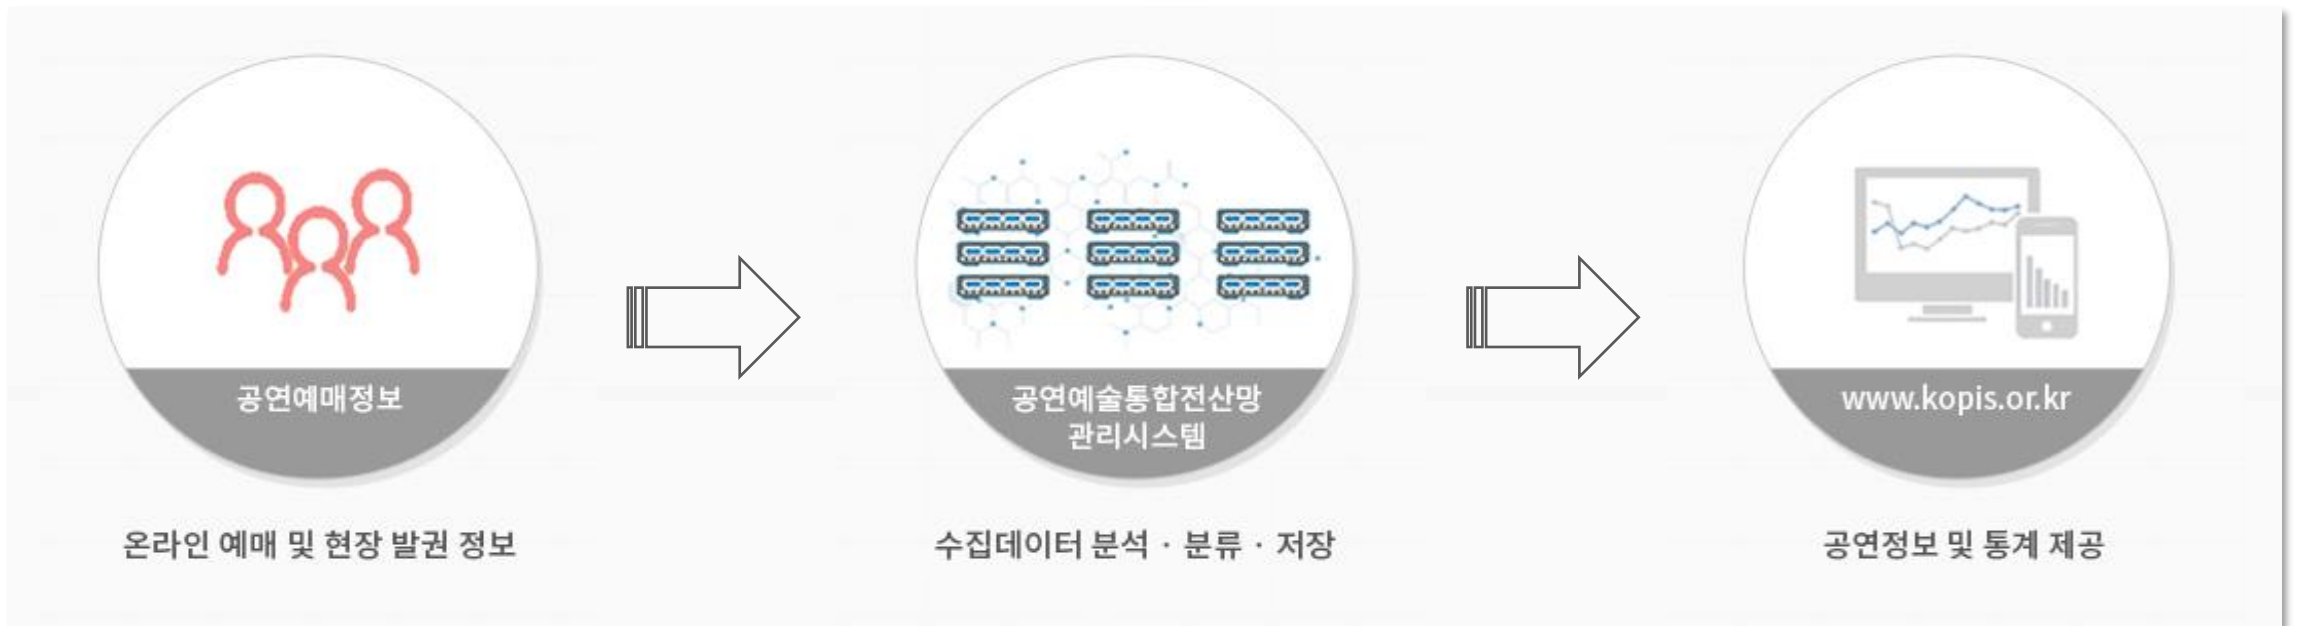 공연예매정보
온라인 예매 및 현장 발권 정보
공연예술통합전산망
관리시스템
수집데이터 분석 · 분류 · 저장
www.kopis.or.kr
공연정보 및 통계 제공